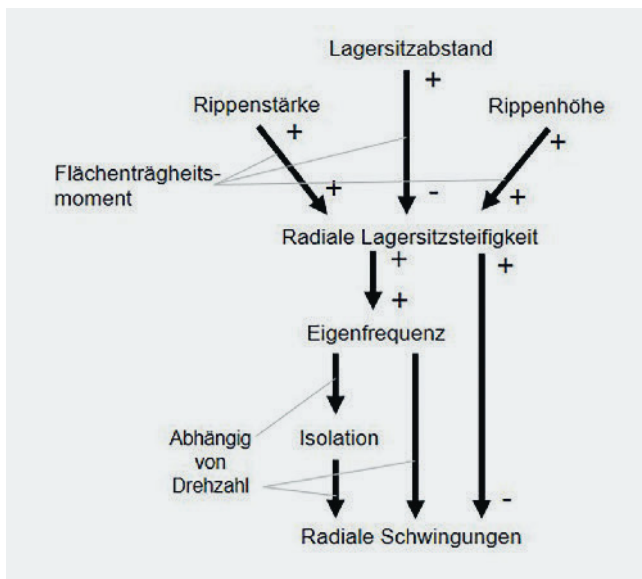 Lagersitzabstand
+
Rippenstärke
Rippenhöhe
+
+
Flächenträgheits-
moment
+
-
+
Radiale Lagersitzsteifigkeit
+
+
+
Eigenfrequenz
Abhängig
von
Drehzahl
Isolation
-
Radiale Schwingungen